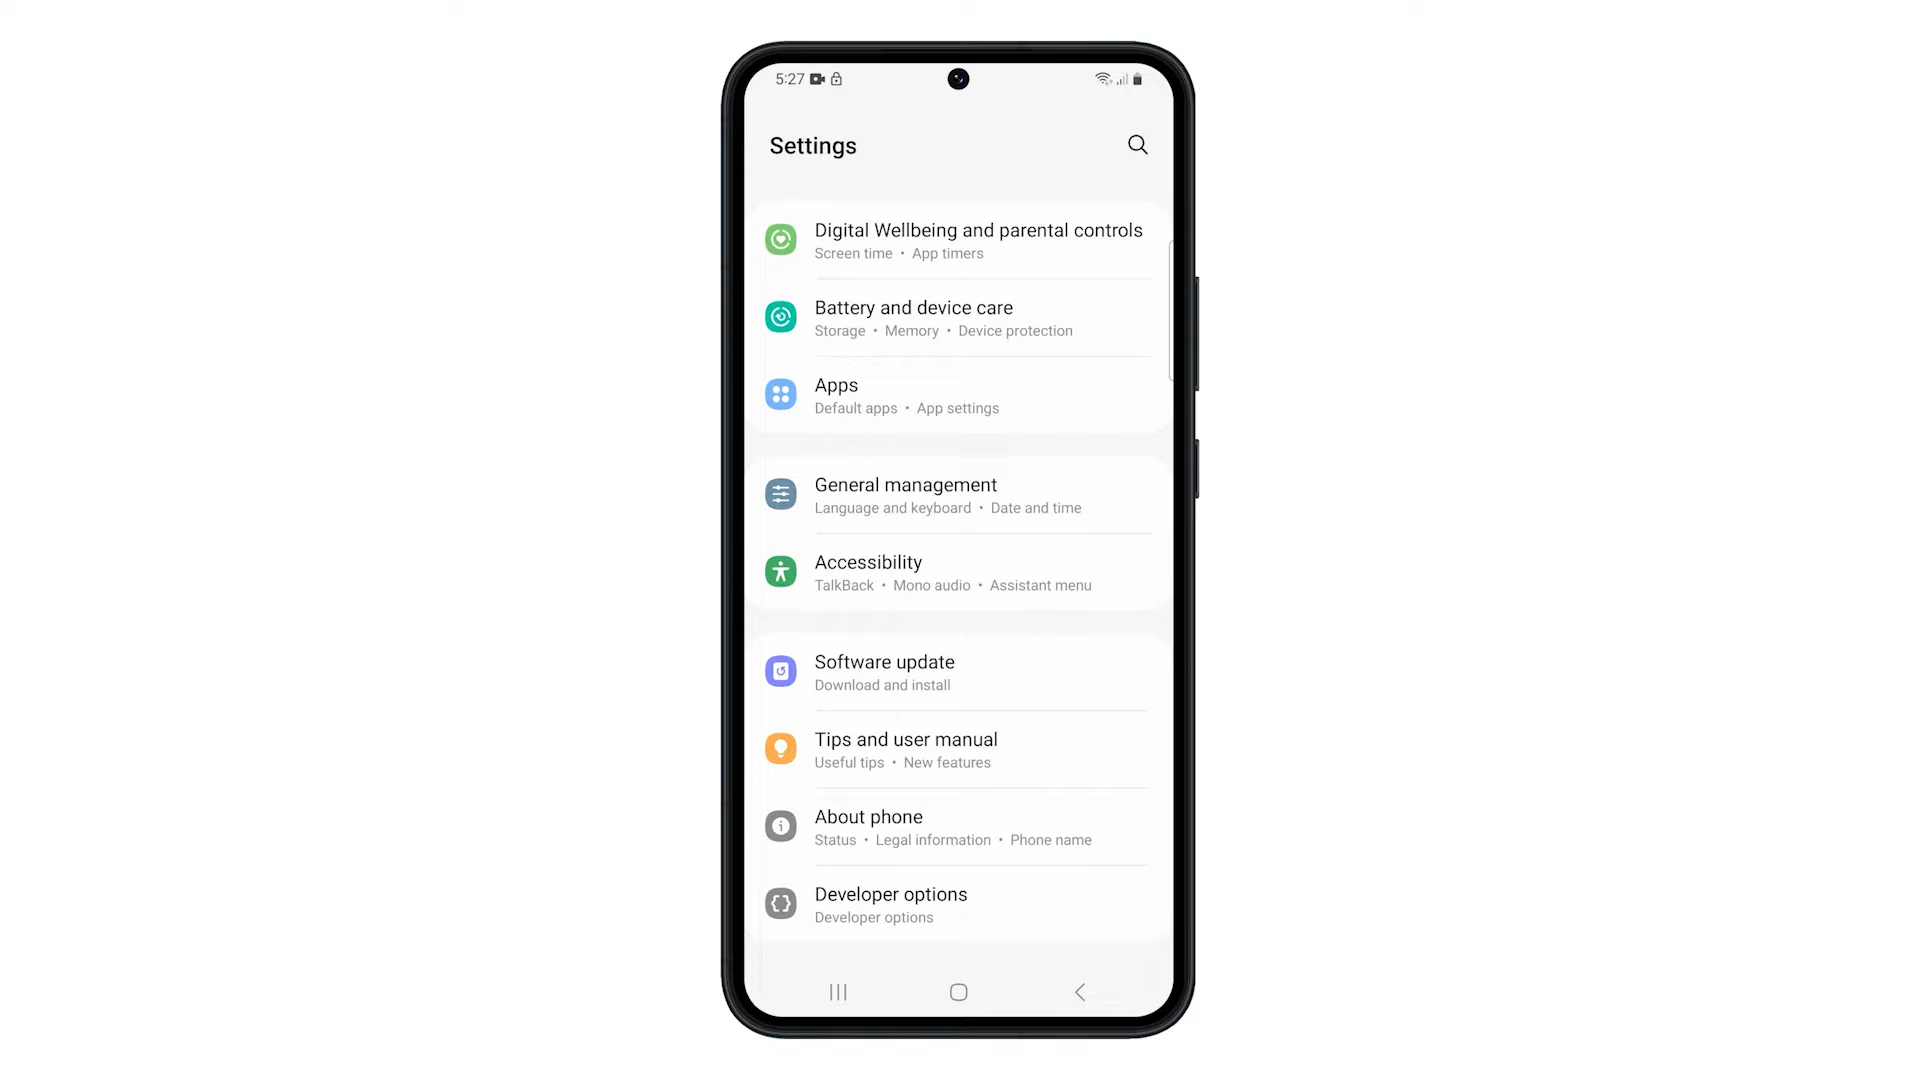 5:27
Settings
Digital Wellbeing and parental controls
Screen time • App timers
Battery and device care
Storage • Memory • Device protection
Apps
Default apps • App settings
General management
Language and keyboard • Date and time
Accessibility
TalkBack • Mono audio • Assistant menu
Software update
Download and install
Tips and user manual
Useful tips • New features
About phone
Status • Legal information • Phone name
Developer options
Developer options